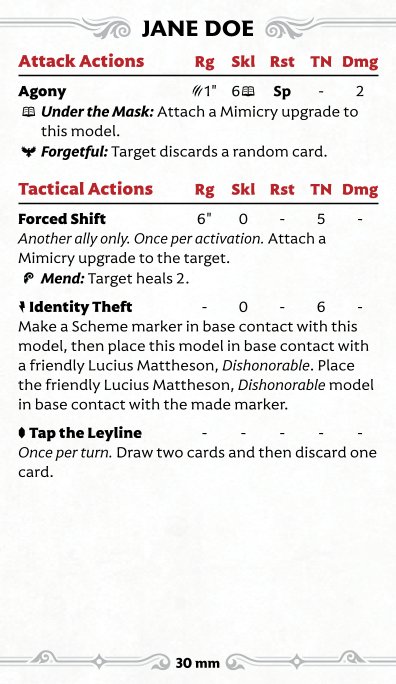 JANE DOE
Attack Actions Rg Skl Rst TN Dmg
Agony 1" 6 Sp - 2
Under the Mask: Attach a Mimicry upgrade to
this model.
Forgetful: Target discards a random card.
Tactical Actions Rg Skl Rst TN Dmg
Forced Shift 6" 0 - 5 -
Another ally only. Once per activation. Attach a
Mimicry upgrade to the target.
Mend: Target heals 2.
Identity Theft - 0 - 6 -
Make a Scheme marker in base contact with this
model, then place this model in base contact with
a friendly Lucius Mattheson, Dishonorable. Place
the friendly Lucius Mattheson, Dishonorable model
in base contact with the made marker.
Tap the Leyline - - - - -
Once per turn. Draw two cards and then discard one
card.
30 mm